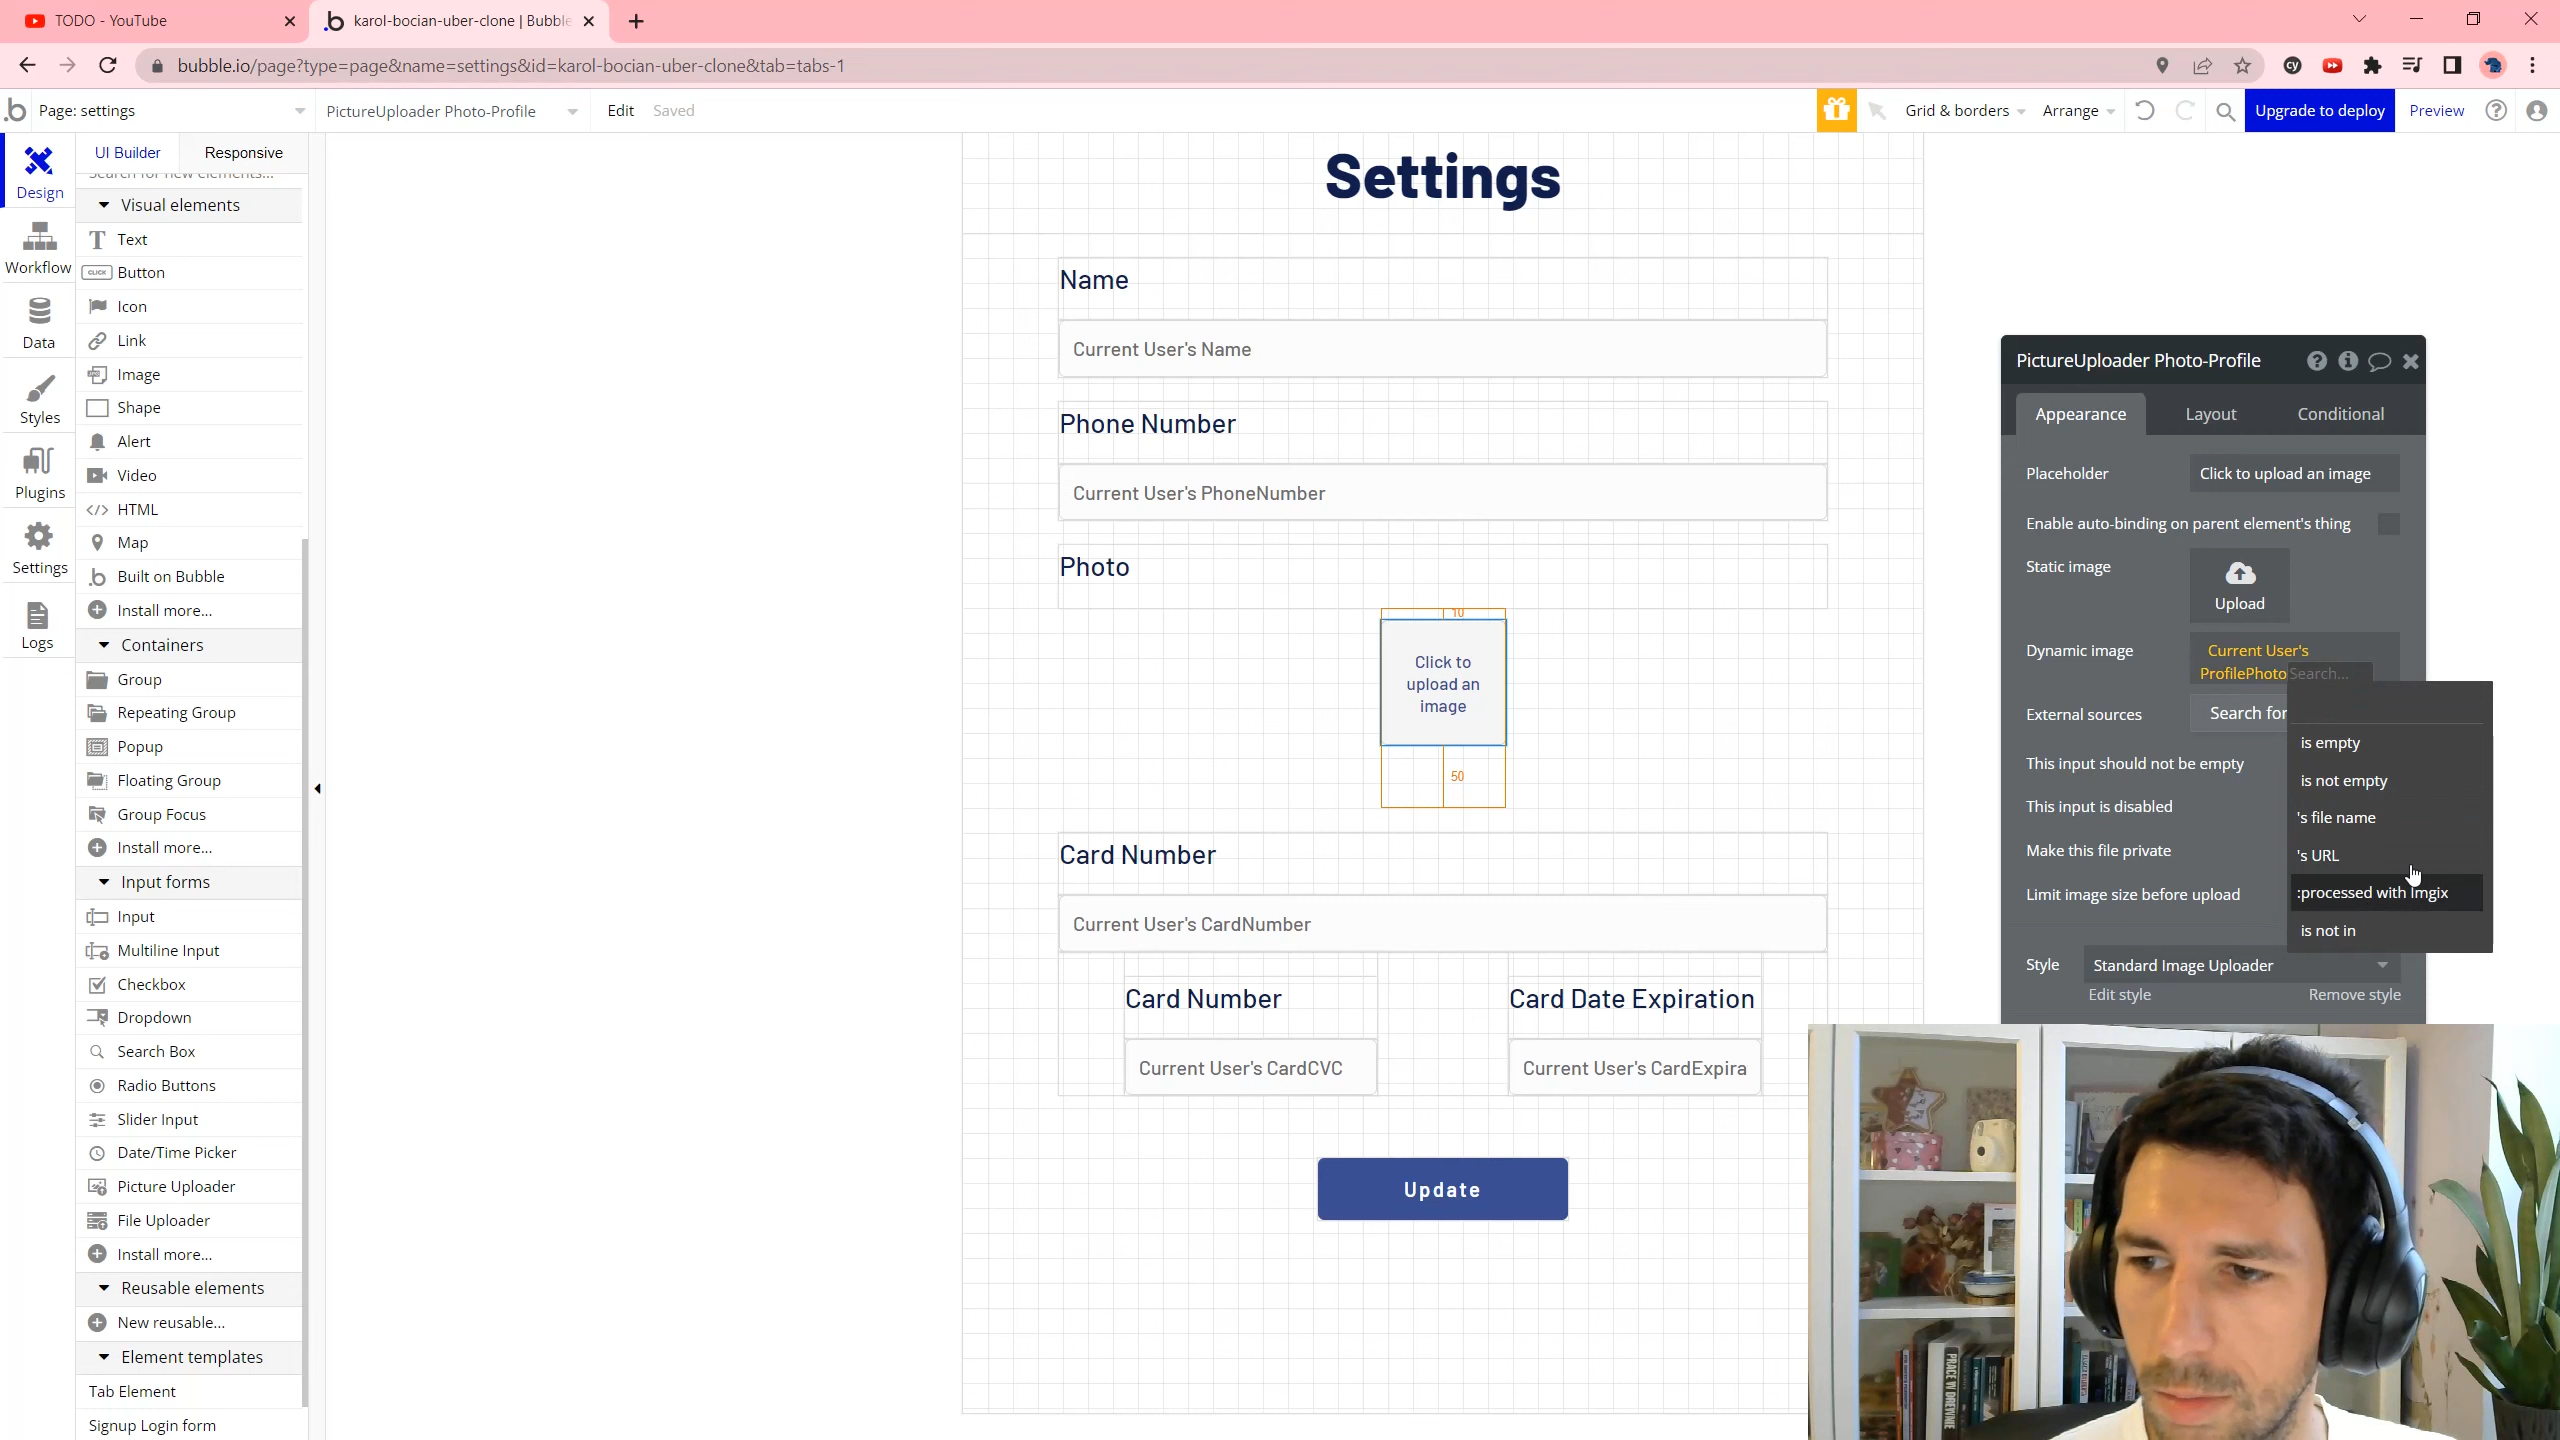 TODO - YouTube
karol-bocian-uber-clone | Bubble
bubble.io/page?type=page&name=settings&id=karol-bocian-uber-clone&tab=tabs-1
Page: settings
PictureUploader Photo-Profile
Edit
Saved
Grid & borders
Arrange
Upgrade to deploy
Preview
Design
Workflow
Data
Styles
Plugins
Settings
Logs
UI Builder
Responsive
Search for new elements...
Visual elements
Text
CLICK
Button
Icon
Link
Image
Shape
Alert
Video
HTML
Map
Built on Bubble
Install more...
Containers
Group
Repeating Group
Popup
Floating Group
Group Focus
Install more...
Input forms
Input
Multiline Input
Checkbox
Dropdown
Search Box
Radio Buttons
Slider Input
Date/Time Picker
Picture Uploader
File Uploader
Install more...
Reusable elements
New reusable...
Element templates
Tab Element
Signup Login form
Settings
Name
Current User's Name
Phone Number
Current User's PhoneNumber
Photo
10
Click to
upload an
image
50
Card Number
Current User's CardNumber
Card Number
Card Date Expiration
Current User's CardCVC
Current User's CardExpira
Update
PictureUploader Photo-Profile
Appearance
Layout
Conditional
Placeholder
Click to upload an image
Enable auto-binding on parent element's thing
Static image
Upload
Dynamic image
Current User's
ProfilePhoto
Search...
External sources
Search for
This input should not be empty
This input is disabled
Make this file private
Limit image size before upload
is empty
is not empty
's file name
's URL
:processed with Imgix
is not in
Style
Standard Image Uploader
Edit style
Remove style